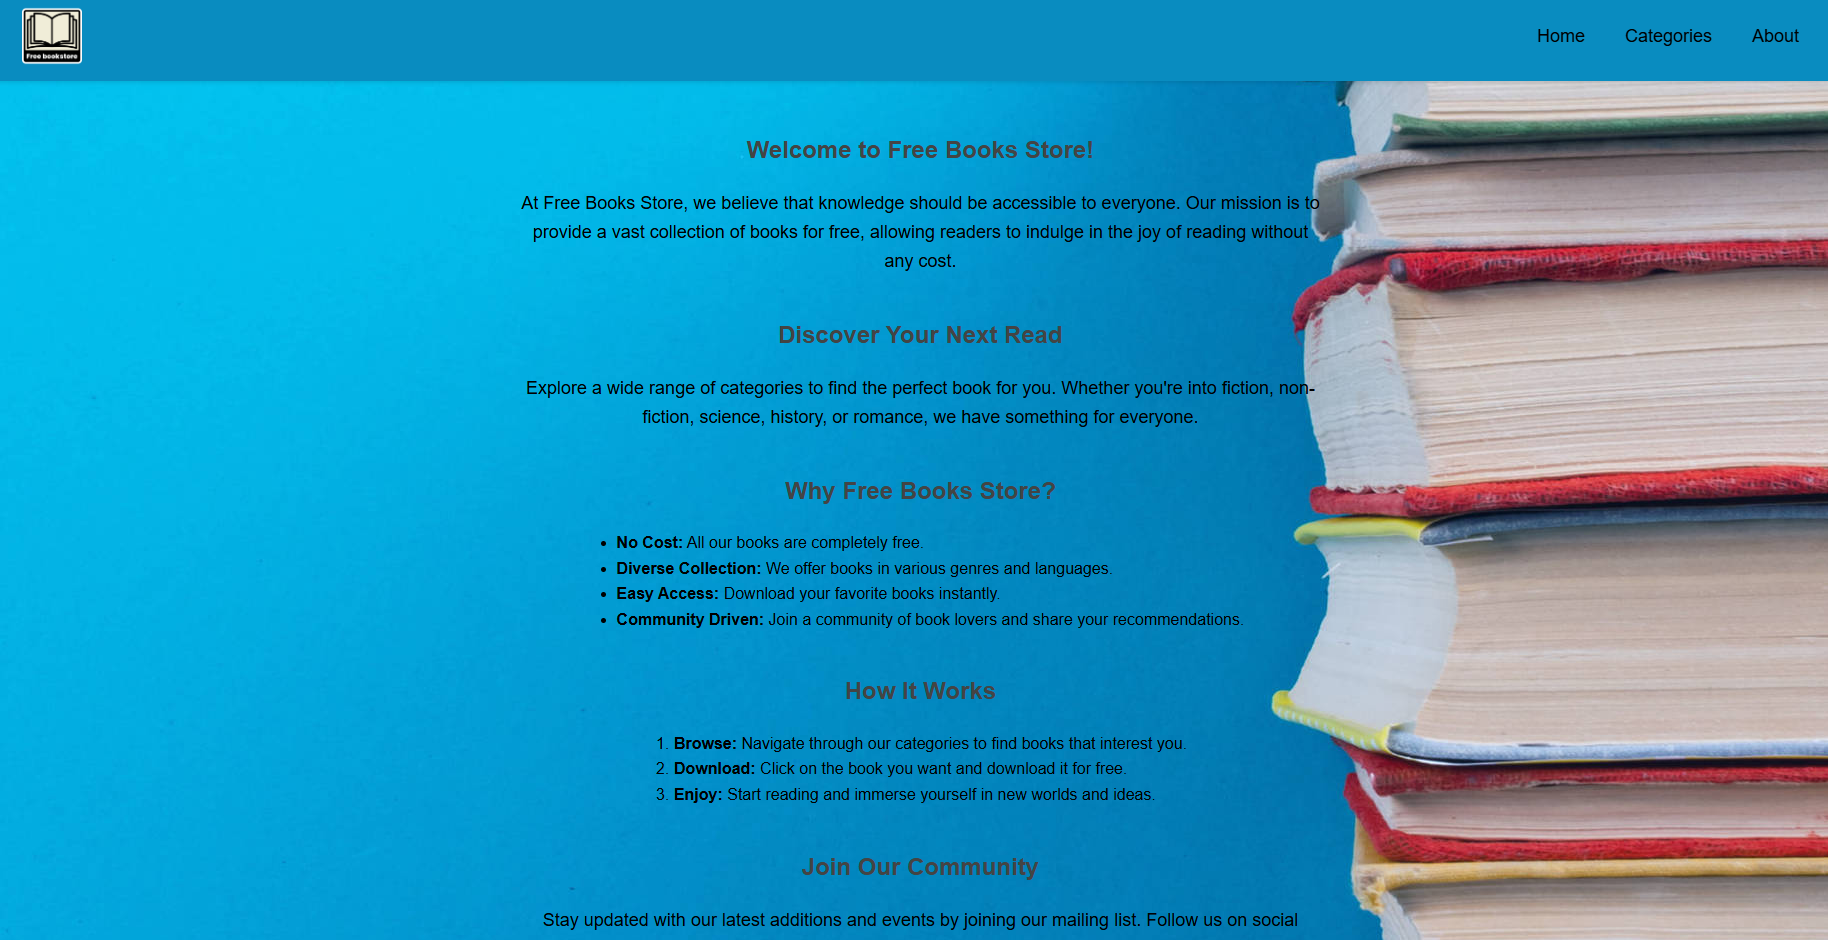 Free bookstore
Home
Categories
About
Welcome to Free Books Store!
At Free Books Store, we believe that knowledge should be accessible to everyone. Our mission is to
provide a vast collection of books for free, allowing readers to indulge in the joy of reading without
any cost.
Discover Your Next Read
Explore a wide range of categories to find the perfect book for you. Whether you're into fiction, non-
fiction, science, history, or romance, we have something for everyone.
Why Free Books Store?
• No Cost: All our books are completely free.
• Diverse Collection: We offer books in various genres and languages.
• Easy Access: Download your favorite books instantly.
• Community Driven: Join a community of book lovers and share your recommendations.
How It Works
1. Browse: Navigate through our categories to find books that interest you.
2. Download: Click on the book you want and download it for free.
3. Enjoy: Start reading and immerse yourself in new worlds and ideas.
Join Our Community
Stay updated with our latest additions and events by joining our mailing list. Follow us on social